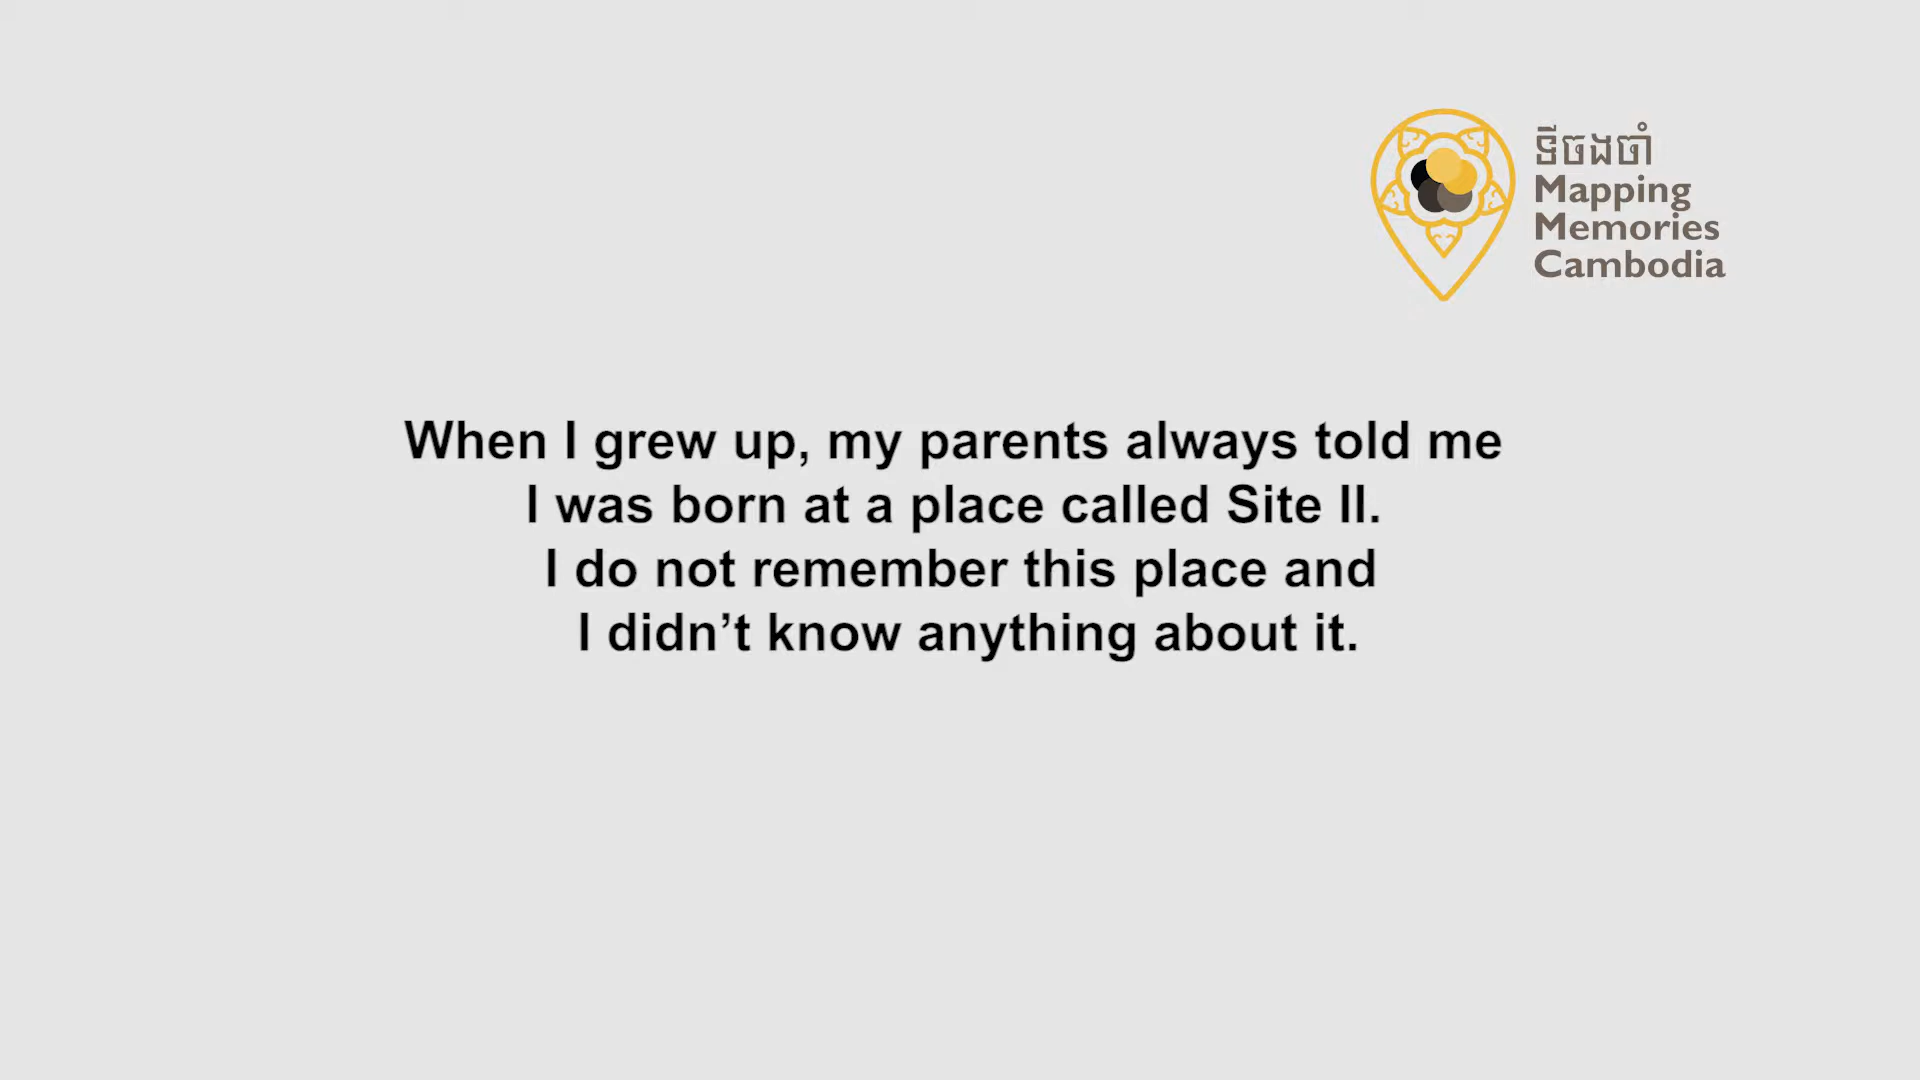 ទីចងចាំ
Mapping
Memories
Cambodia
When I grew up, my parents always told me
I was born at a place called Site II.
I do not remember this place and
I didn’t know anything about it.